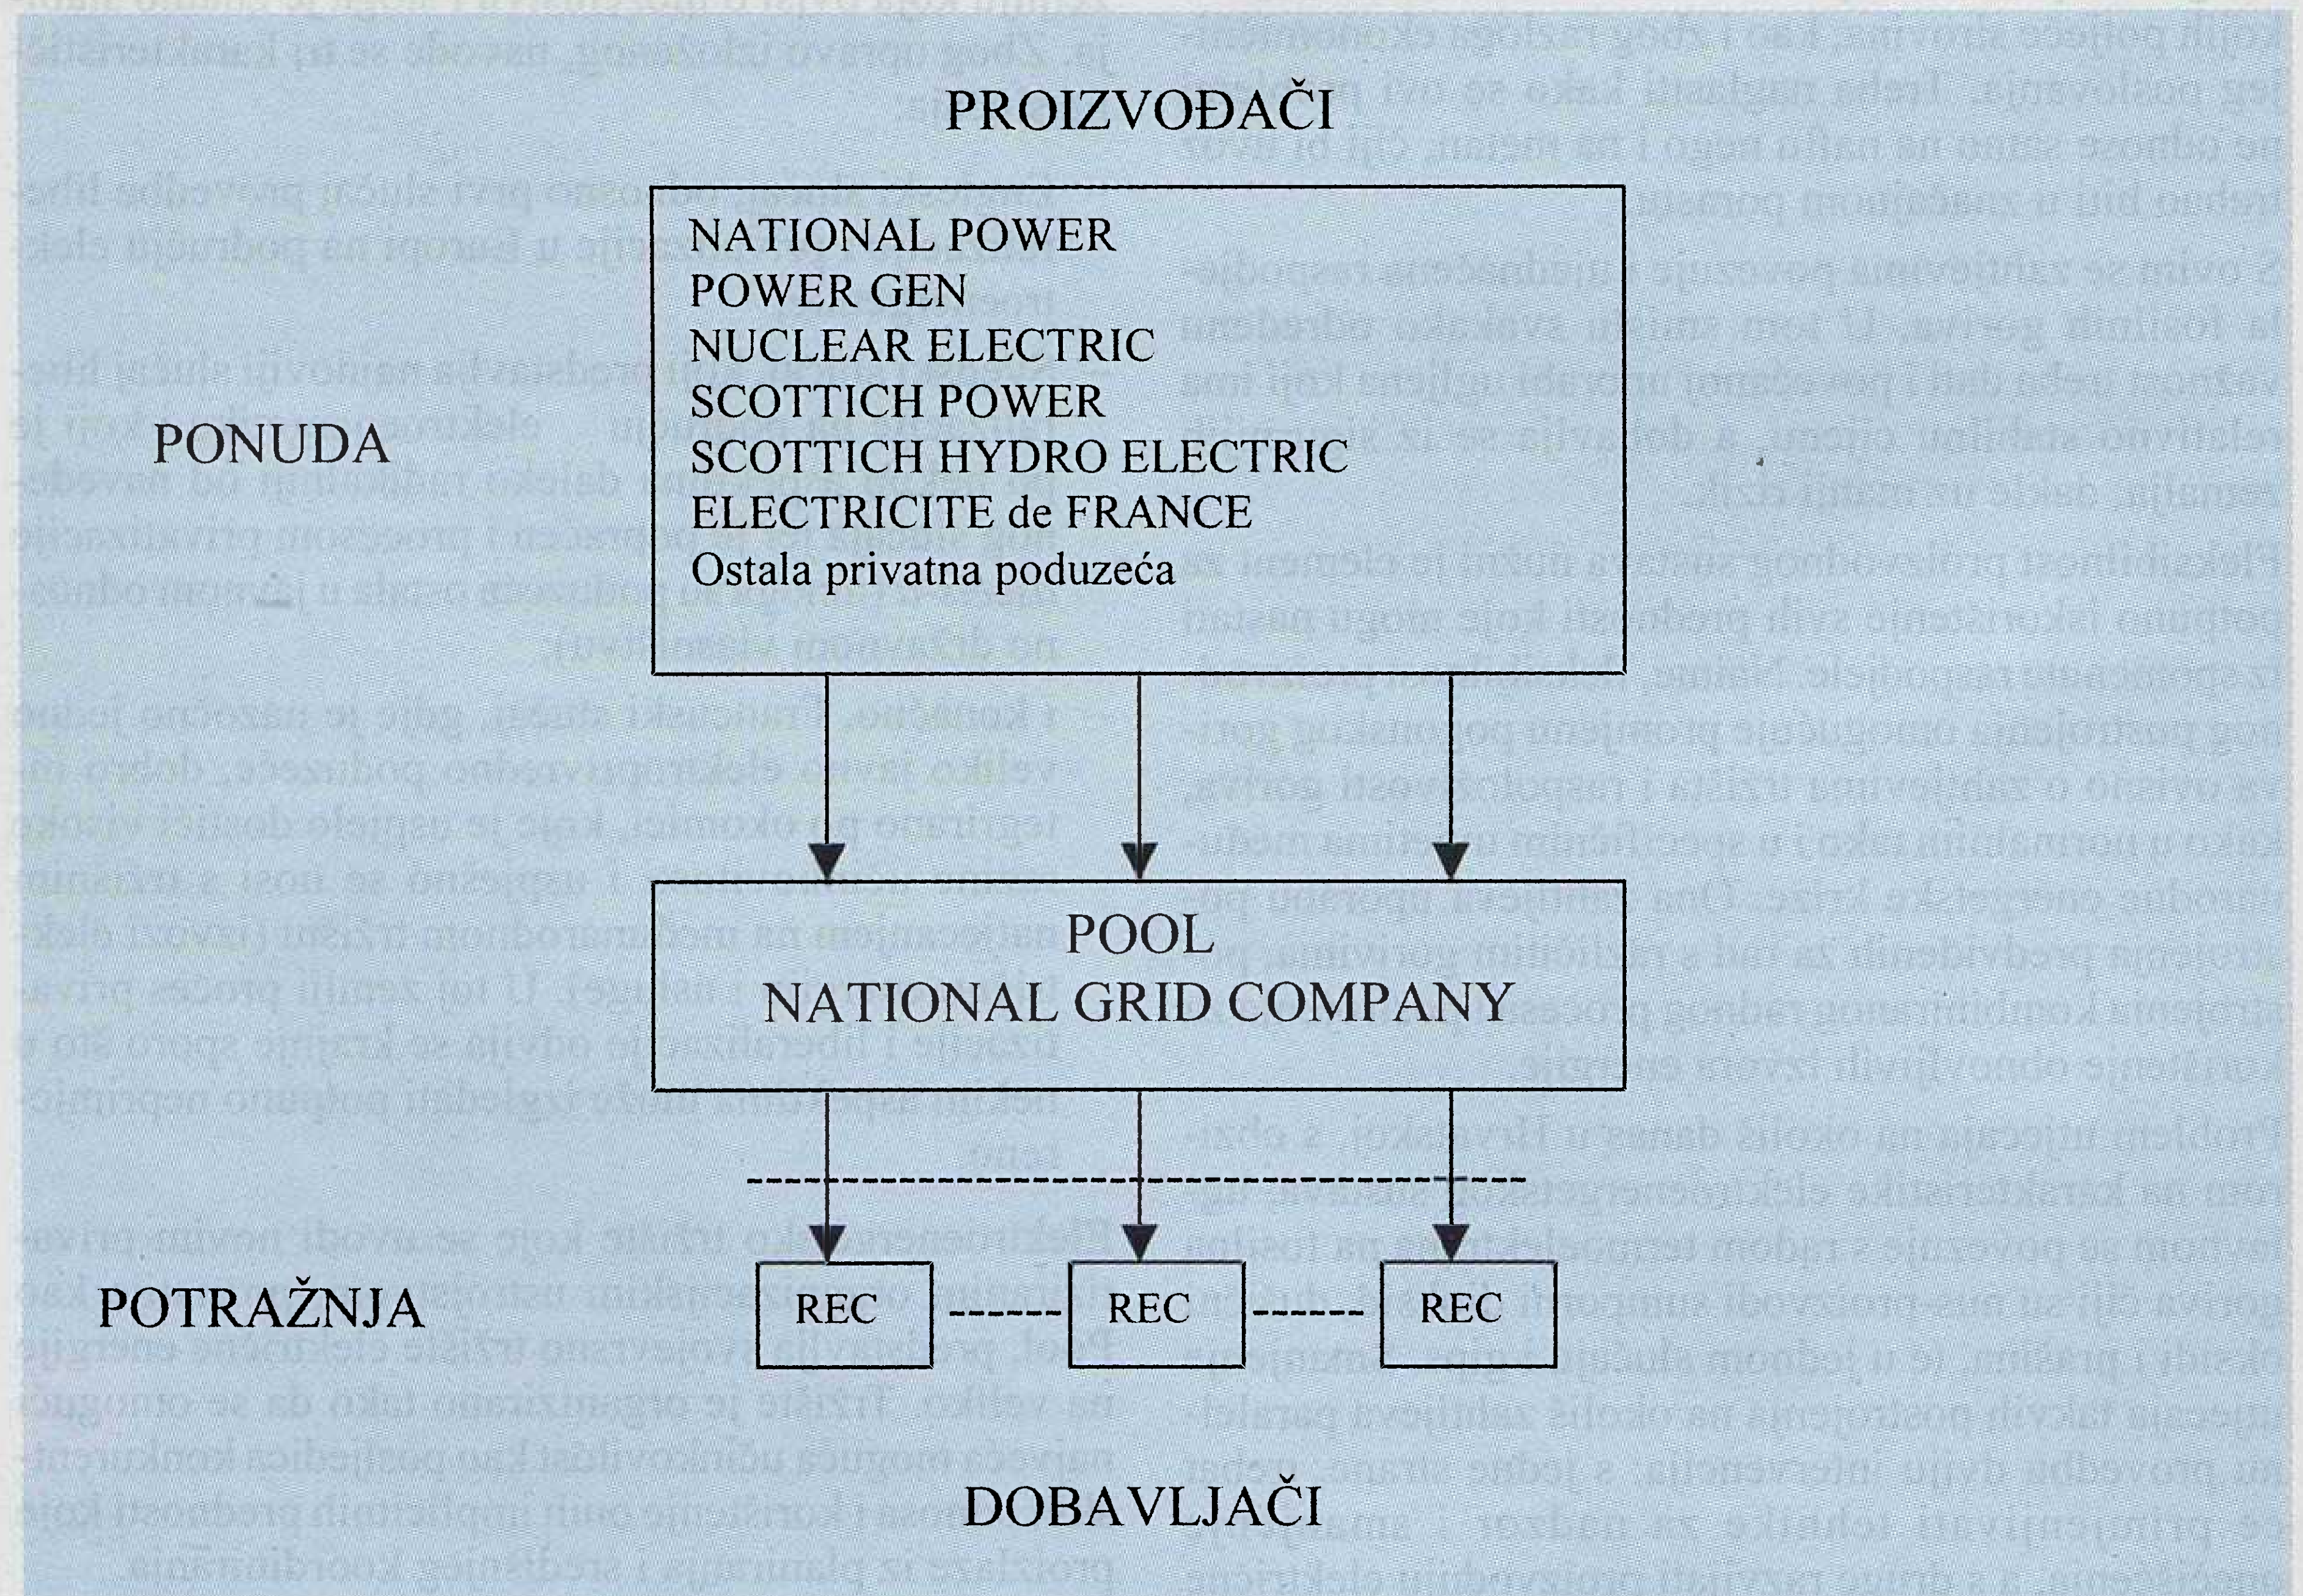 PROIZVOĐAČI
NATIONAL POWER
POWER GEN
NUCLEAR ELECTRIC
SCOTTICH POWER
SCOTTICH HYDRO ELECTRIC
ELECTRICITE de FRANCE
Ostala privatna poduzeća
PONUDA
POOL
NATIONAL GRID COMPANY
POTRAŽNJA
REC REC REC
DOBAVLJAČI